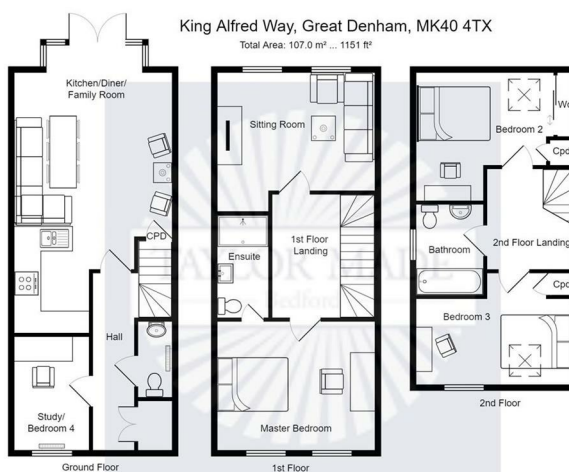 King Alfred Way, Great Denham, MK40 4TX
Total Area: 107.0 m² ... 1151 ft²
Kitchen/Diner/
Family Room
CPD
Hall
Study/
Bedroom 4
Ground Floor
Sitting Room
Ensuite
1st Floor
Landing
Master Bedroom
1st Floor
Bedroom 2
Cpd
Bathroom
2nd Floor Landing
Cpd
Bedroom 3
2nd Floor
TAYLOR MADE
Bedford